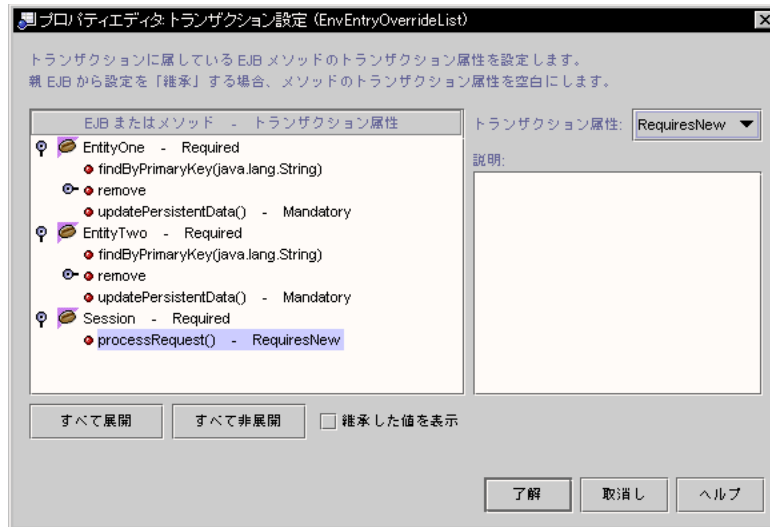 プロパティエディタ:トランザクション設定 (EnvEntryOverrideList)
トランザクションに属している EJB メソッドのトランザクション属性を設定します。
親 EJB から設定を「継承」する場合、メソッドのトランザクション属性を空白にします。
EJB またはメソッド - トランザクション属性
トランザクション属性: RequiresNew
EntityOne - Required
説明:
findByPrimaryKey(java.lang.String)
remove
updatePersistentData() - Mandatory
EntityTwo - Required
findByPrimaryKey(java.lang.String)
remove
updatePersistentData() - Mandatory
Session - Required
processRequest() - RequiresNew
すべて展開 すべて非展開 継承した値を表示
了解 取消し ヘルプ